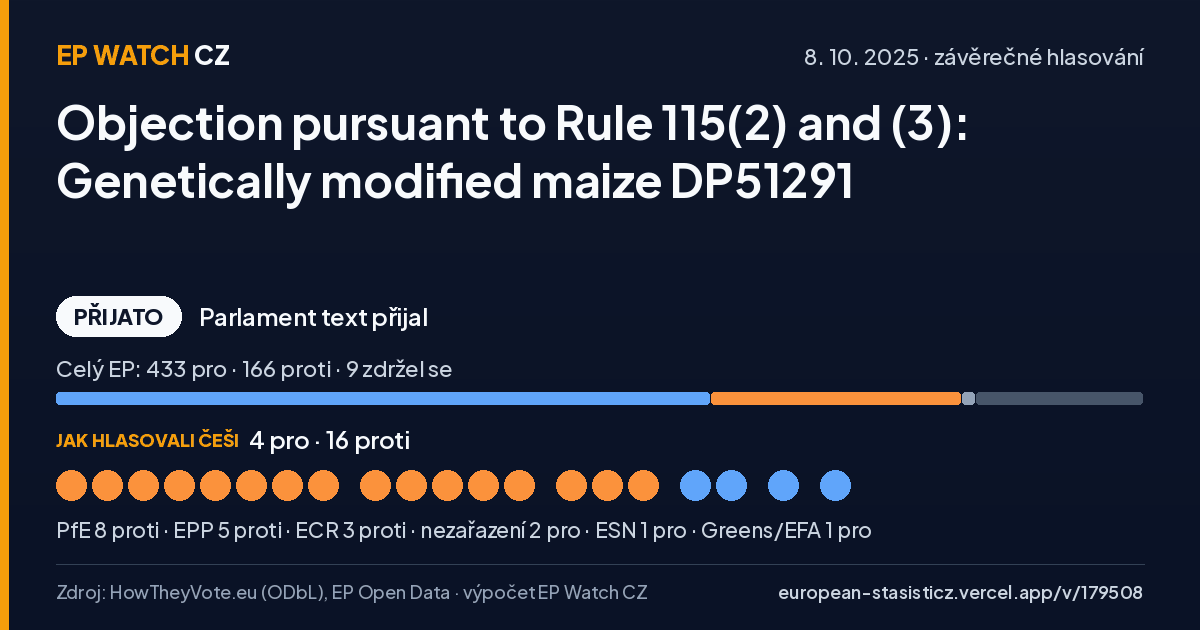 EP WATCH CZ
8. 10. 2025 · závěrečné hlasování
Objection pursuant to Rule 115(2) and (3):
Genetically modified maize DP51291
PŘIJATO Parlament text přijal
Celý EP: 433 pro · 166 proti · 9 zdržel se
JAK HLASOVALI ČEŠI 4 pro · 16 proti
PfE 8 proti · EPP 5 proti · ECR 3 proti · nezařazení 2 pro · ESN 1 pro · Greens/EFA 1 pro
Zdroj: HowTheyVote.eu (ODbL), EP Open Data · výpočet EP Watch CZ
european-stasisticz.vercel.app/v/179508